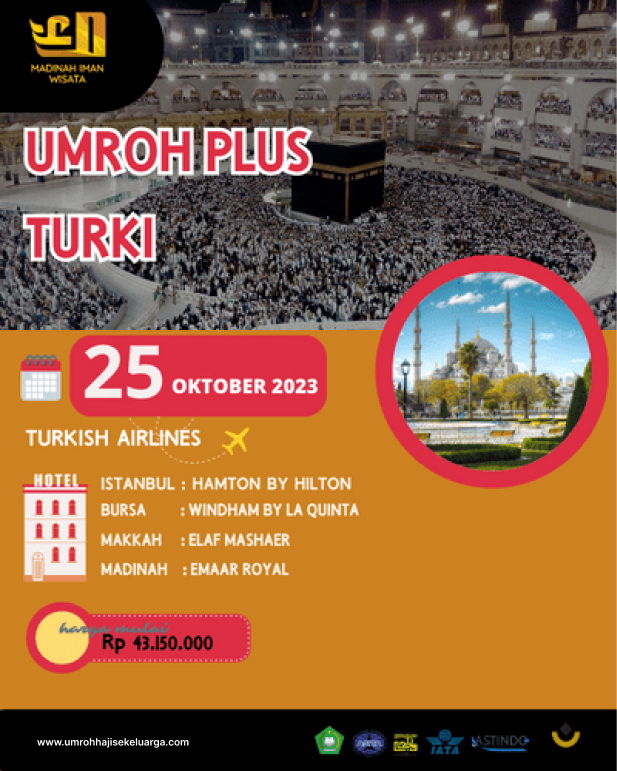 MADINAH IMAN
WISATA
UMROH PLUS
TURKI
25 OKTOBER 2023
TURKISH AIRLINES
HOTEL
ISTANBUL : HAMTON BY HILTON
BURSA : WINDHAM BY LA QUINTA
MAKKAH : ELAF MASHAER
MADINAH : EMAAR ROYAL
harga mulai
Rp 43.150.000
www.umrohhajisekeluarga.com
IATA